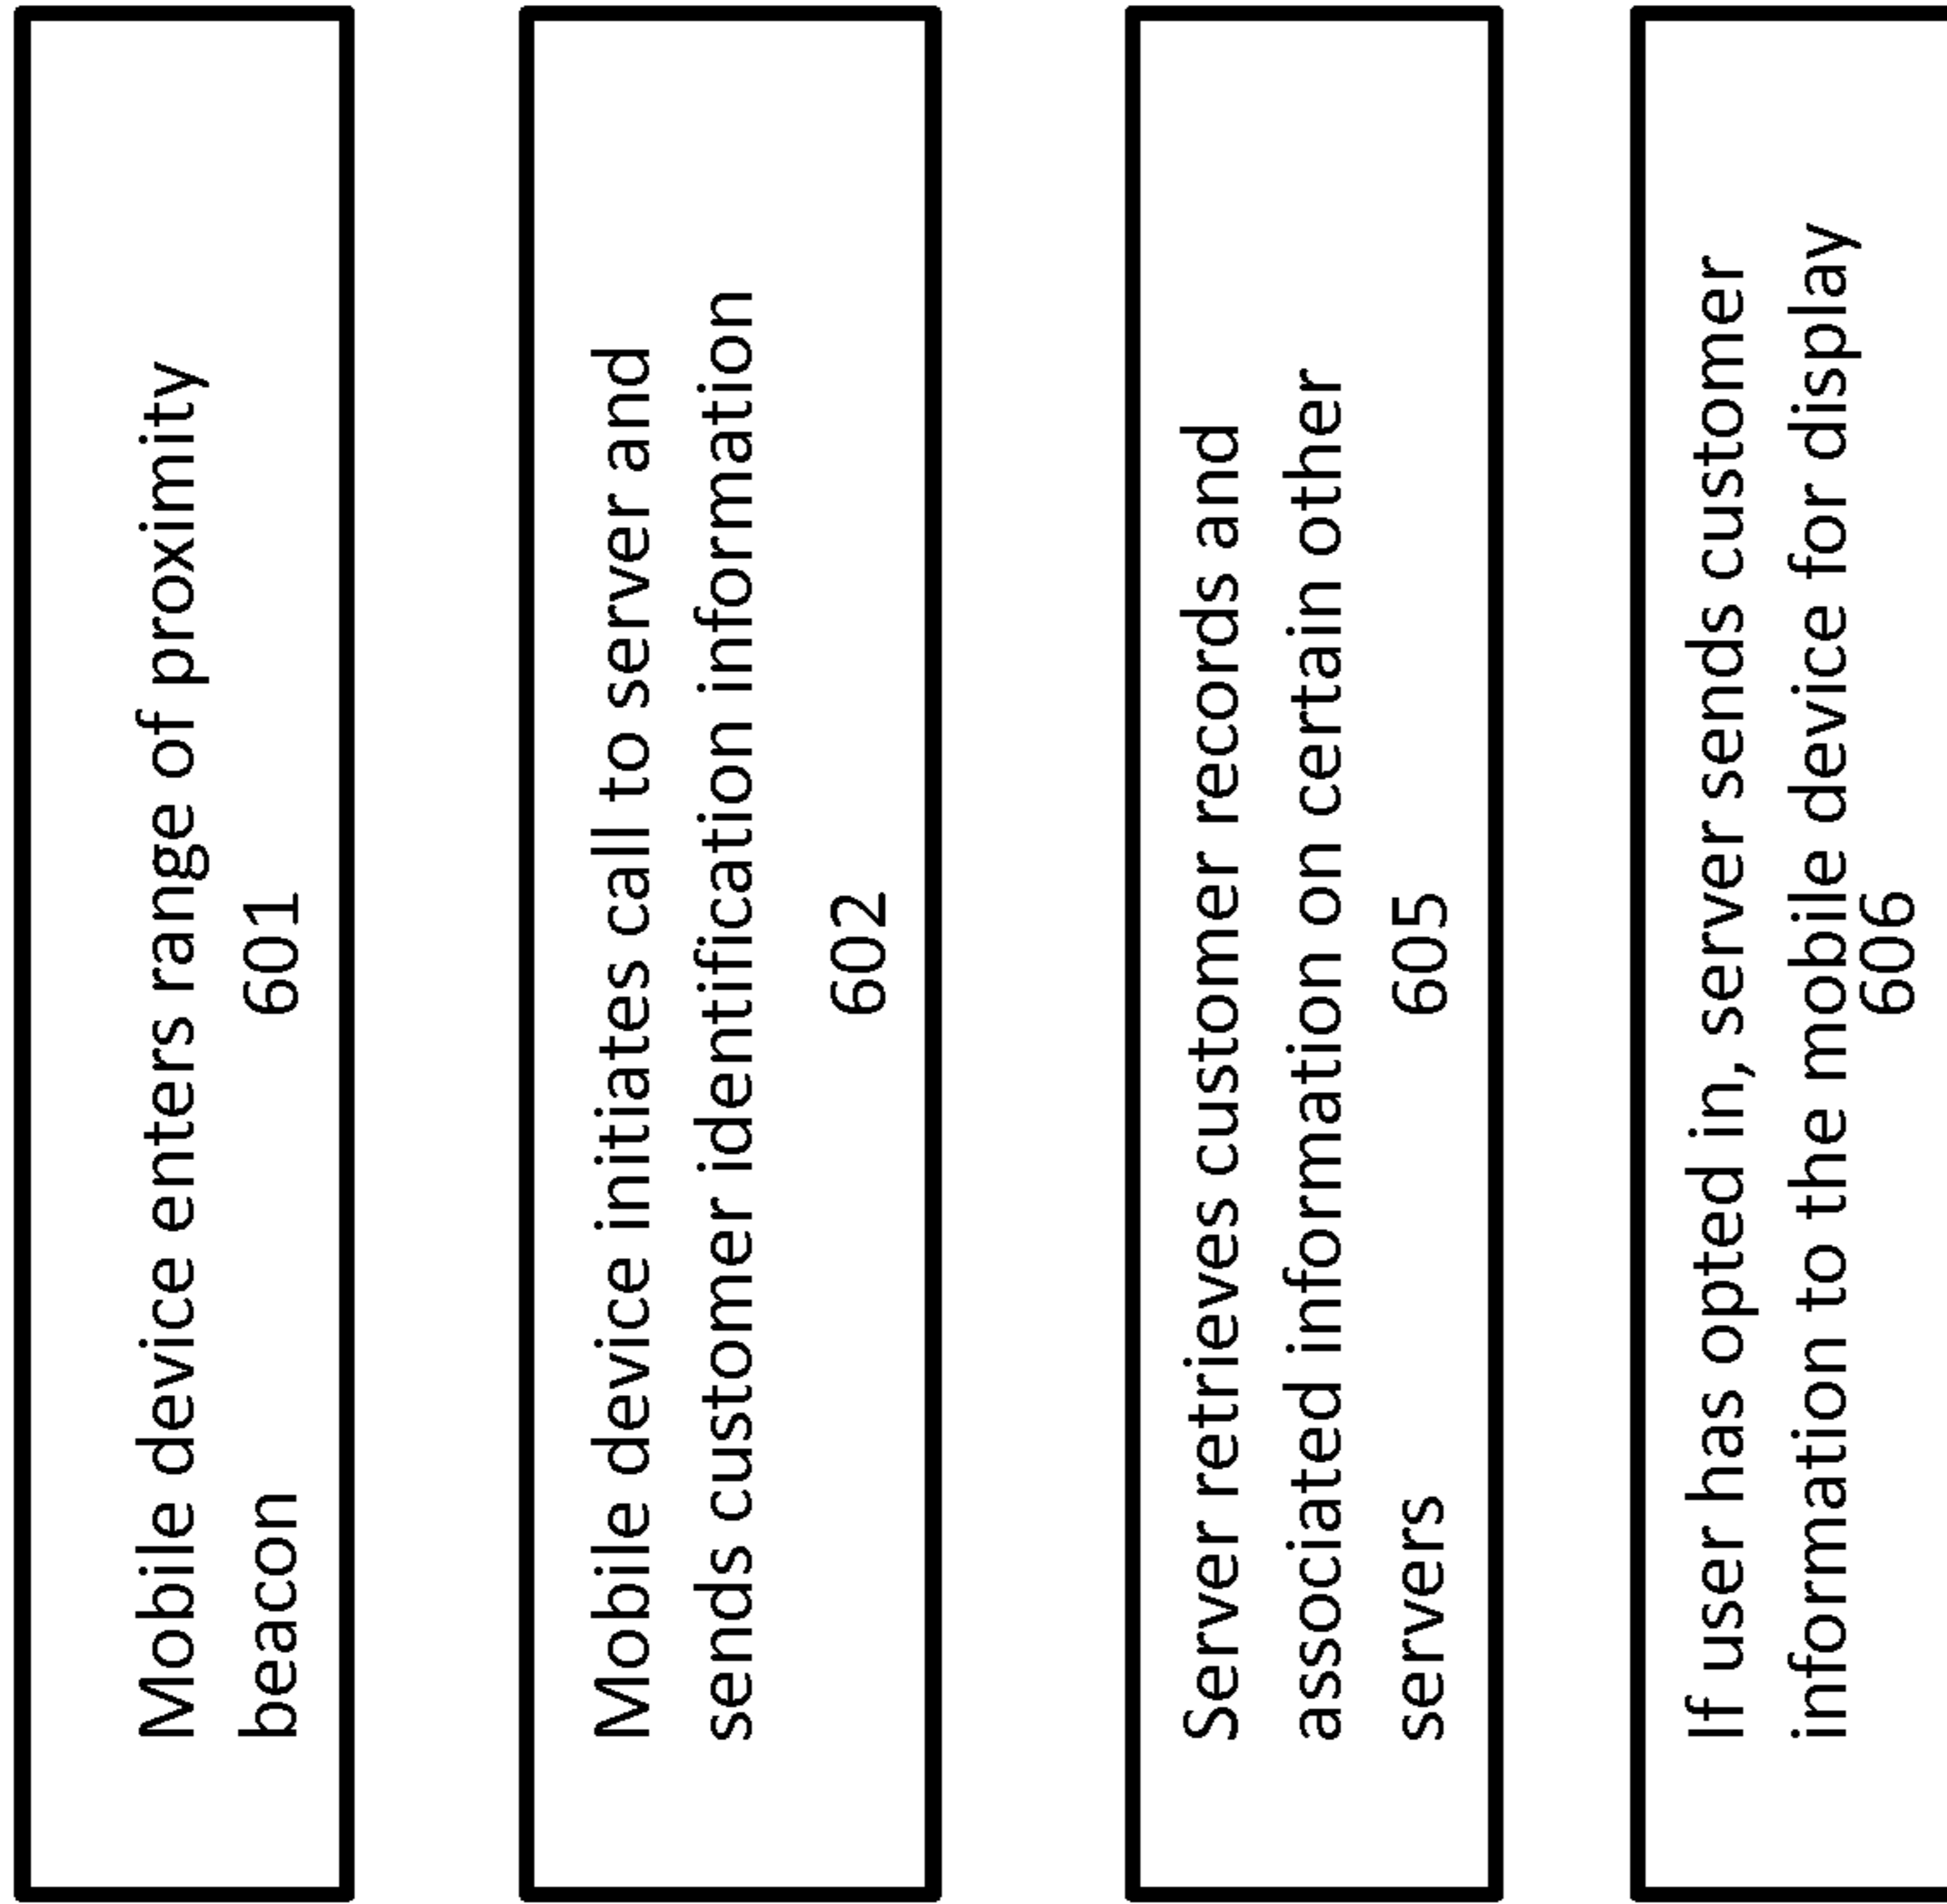 Mobile device enters range of proximity
beacon
601
Mobile device initiates call to server and
sends customer identification information
602
Server retrieves customer records and
associated information on certain other
servers
605
If user has opted in, server sends customer
information to the mobile device for display
606